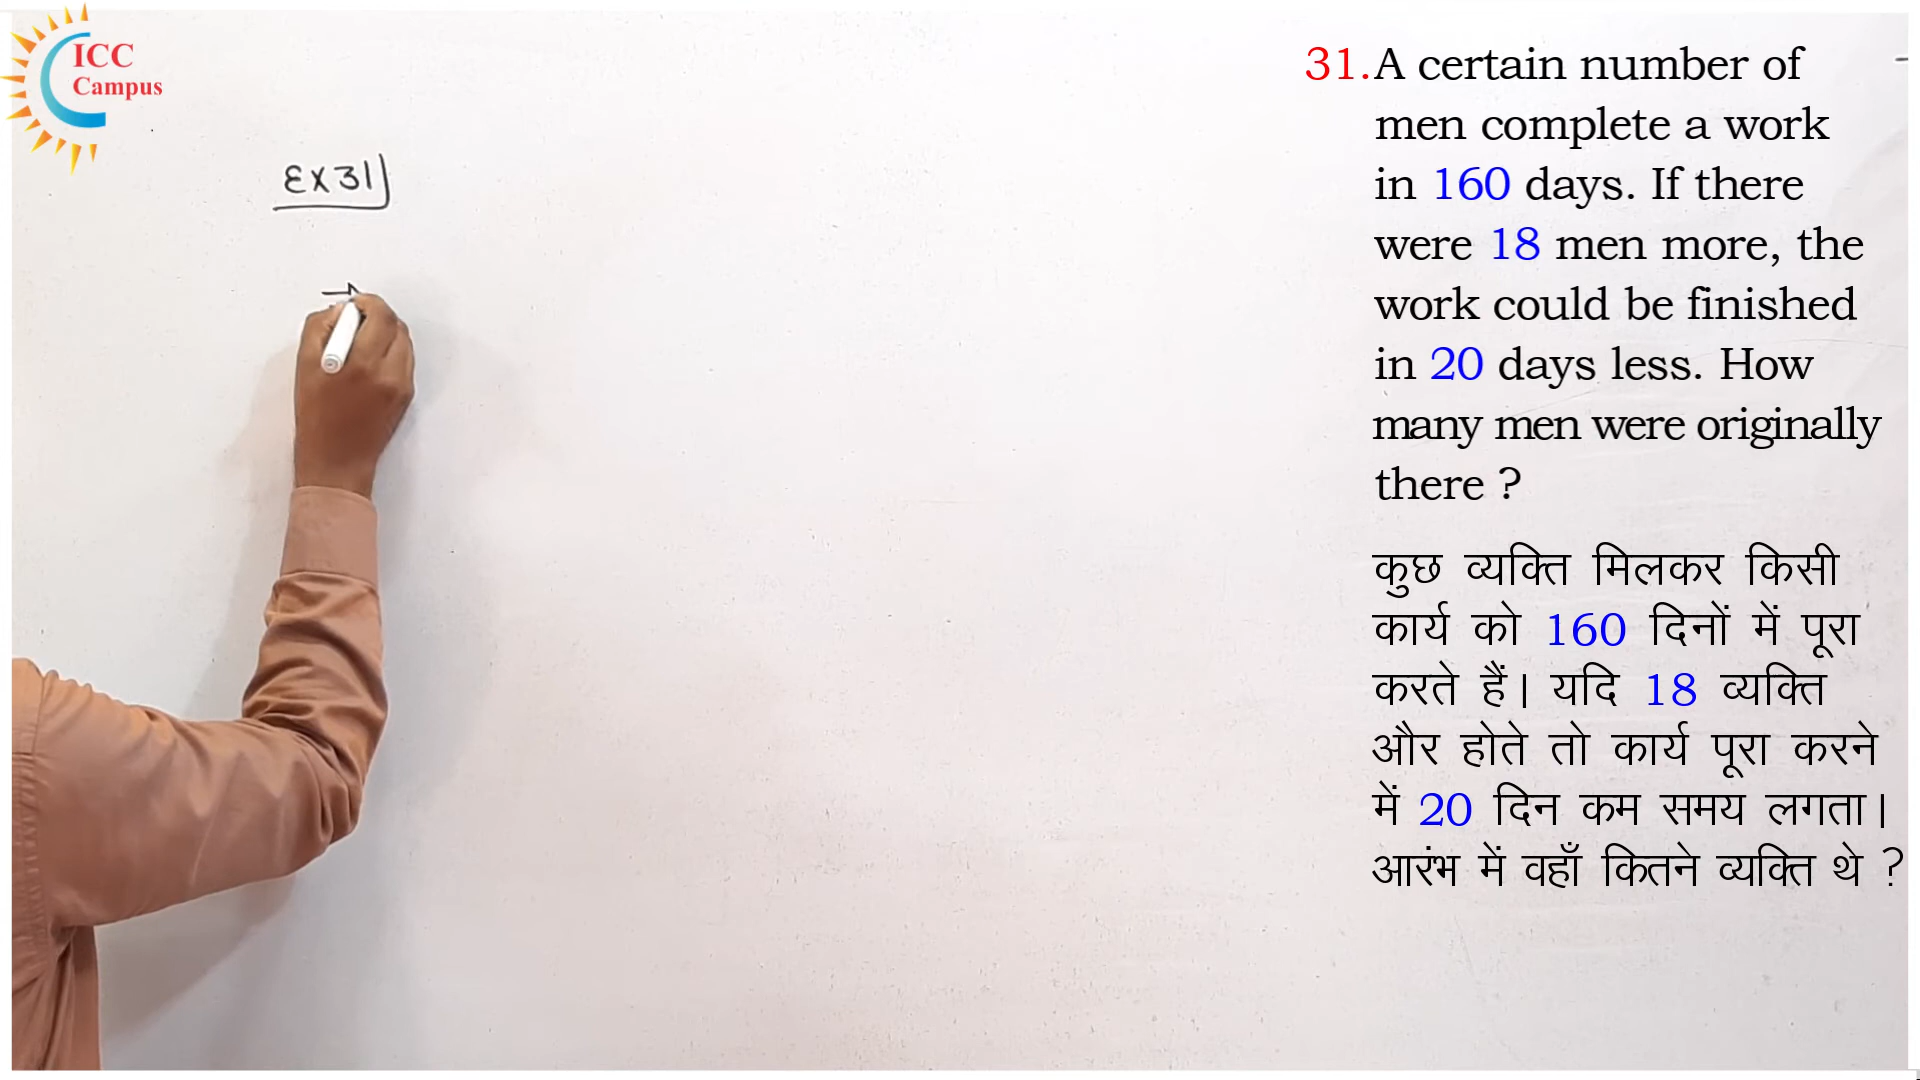 ICC
Campus
Ex 31
31. A certain number of
men complete a work
in 160 days. If there
were 18 men more, the
work could be finished
in 20 days less. How
many men were originally
there ?
कुछ व्यक्ति मिलकर किसी
कार्य को 160 दिनों में पूरा
करते हैं। यदि 18 व्यक्ति
और होते तो कार्य पूरा करने
में 20 दिन कम समय लगता।
आरंभ में वहाँ कितने व्यक्ति थे ?